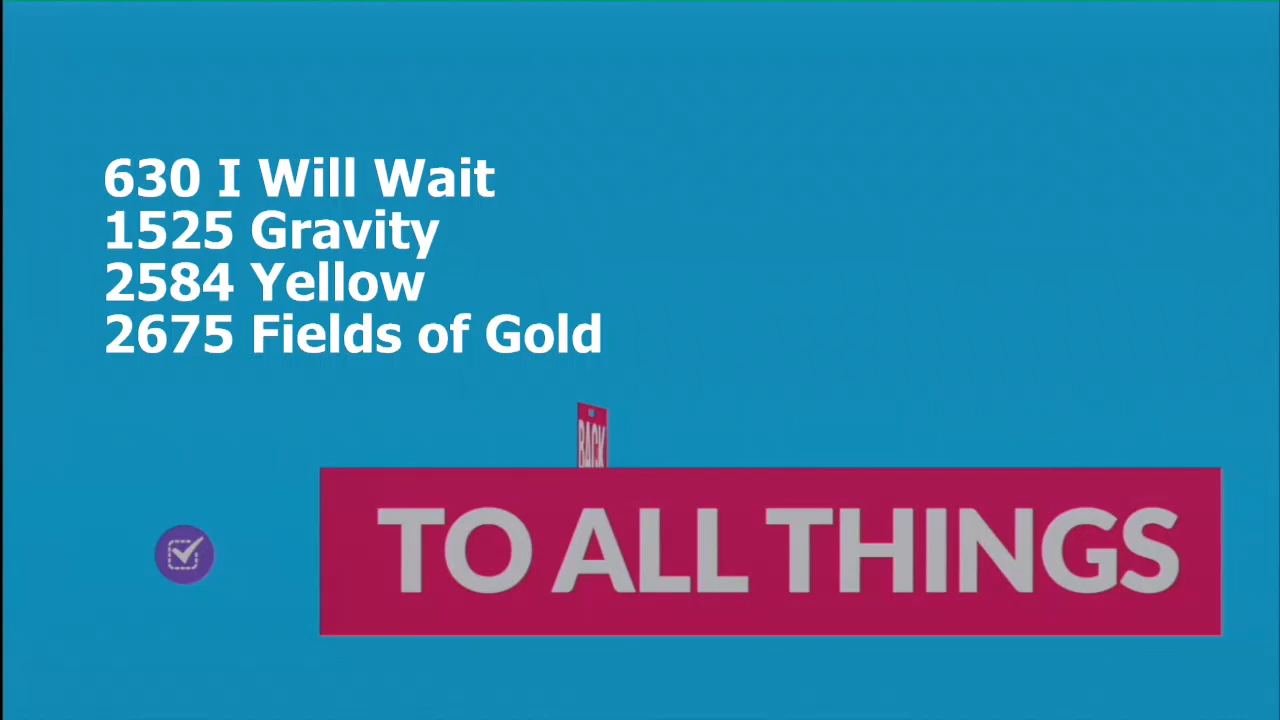 630 I Will Wait
1525 Gravity
2584 Yellow
2675 Fields of Gold
BACK
TO ALL THINGS